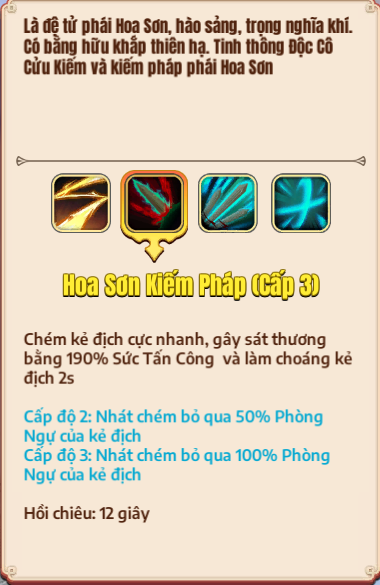 Là đệ tử phái Hoa Sơn, hào sảng, trọng nghĩa khí.
Có bằng hữu khắp thiên hạ. Tinh thông Độc Cô
Cửu Kiếm và kiếm pháp phái Hoa Sơn
Hoa Sơn Kiếm Pháp (Cấp 3)
Chém kẻ địch cực nhanh, gây sát thương
bằng 190% Sức Tấn Công và làm choáng kẻ
địch 2s
Cấp độ 2: Nhát chém bỏ qua 50% Phòng
Ngự của kẻ địch
Cấp độ 3: Nhát chém bỏ qua 100% Phòng
Ngự của kẻ địch
Hồi chiêu: 12 giây